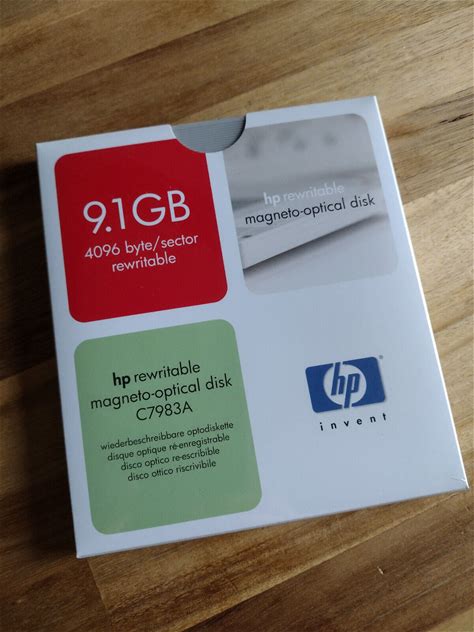 9.1GB
4096 byte/sector
rewritable
hp rewritable
magneto-optical disk
hp rewritable
magneto-optical disk
C7983A
wiederbeschreibbare optodiskette
disque optique ré-enregistrable
disco optico re-escribible
disco ottico riscrivibile
hp
invent